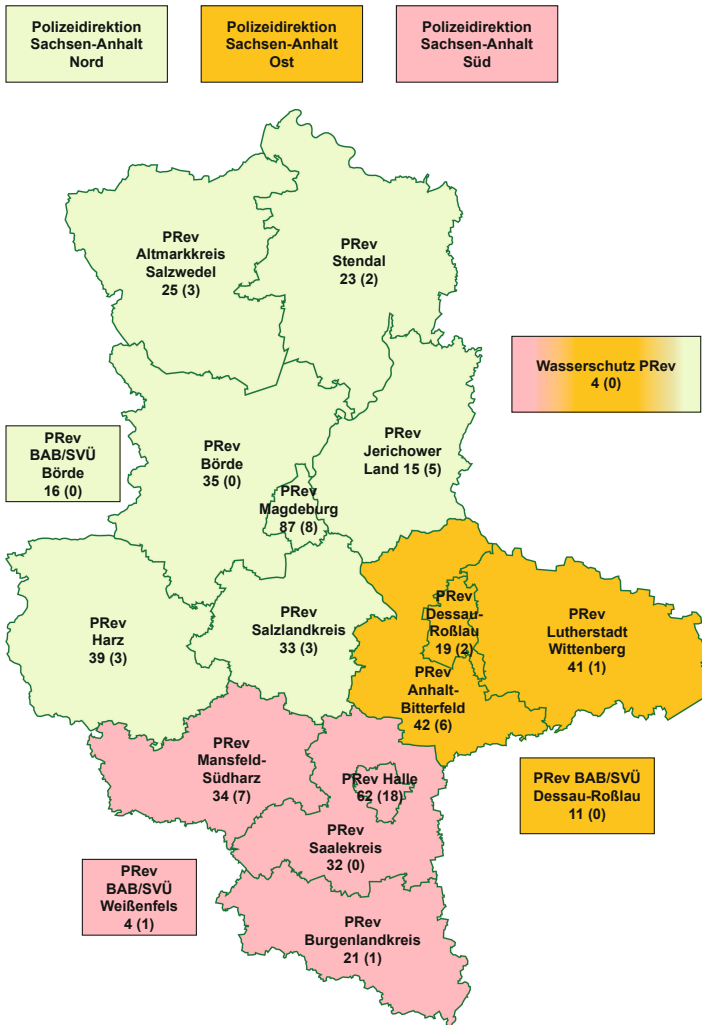 Polizeidirektion
Sachsen-Anhalt
Nord
Polizeidirektion
Sachsen-Anhalt
Ost
Polizeidirektion
Sachsen-Anhalt
Süd
PRev
Altmarkkreis
Salzwedel
25 (3)
PRev
Stendal
23 (2)
Wasserschutz PRev
4 (0)
PRev
BAB/SVÜ
Börde
16 (0)
PRev
Börde
35 (0)
PRev
Jerichower
Land 15 (5)
PRev
Magdeburg
87 (8)
PRev
Harz
39 (3)
PRev
Salzlandkreis
33 (3)
PRev
Dessau-
Roßlau
19 (2)
PRev
Lutherstadt
Wittenberg
41 (1)
PRev
Anhalt-
Bitterfeld
42 (6)
PRev
Mansfeld-
Südharz
34 (7)
PRev Halle
62 (18)
PRev BAB/SVÜ
Dessau-Roßlau
11 (0)
PRev
Saalekreis
32 (0)
PRev
BAB/SVÜ
Weißenfels
4 (1)
PRev
Burgenlandkreis
21 (1)